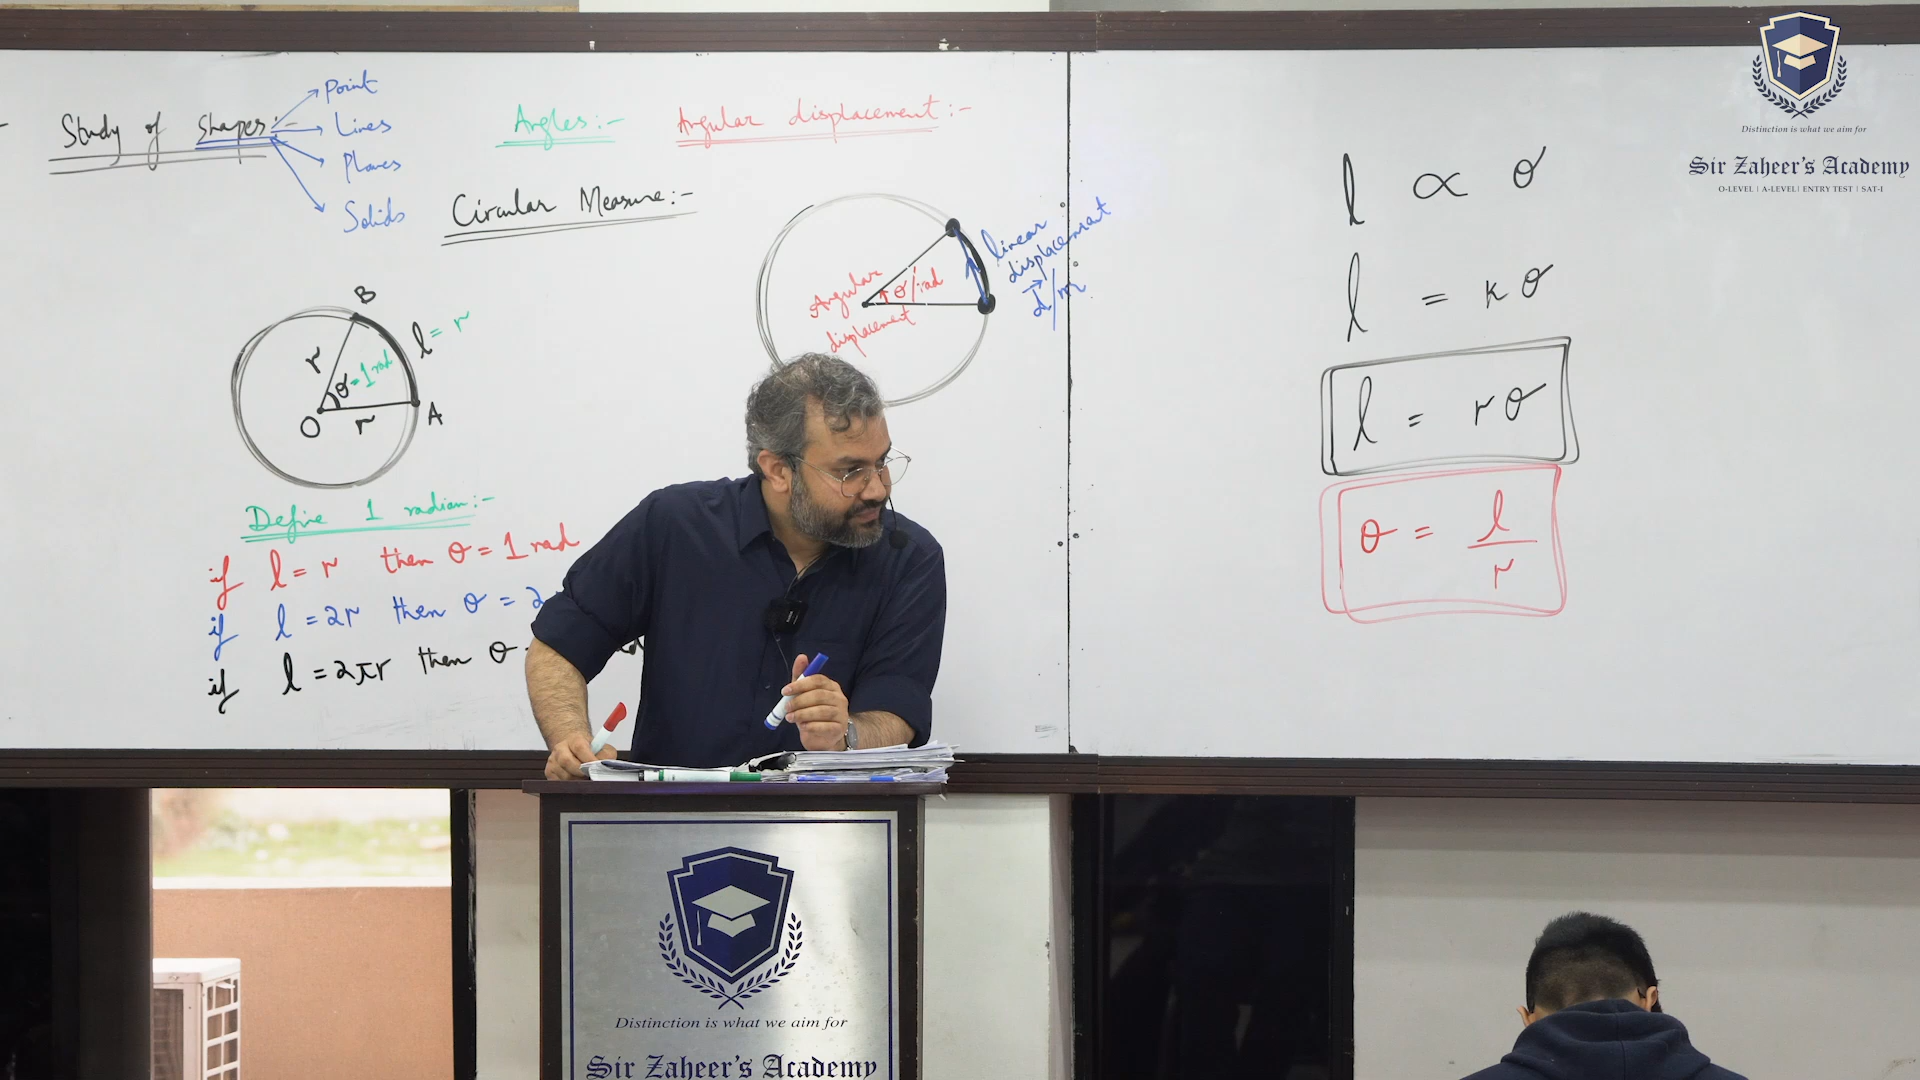 Study of Shapes:-
Point
Lines
Planes
Solids
Angles:-
Angular displacement:-
Circular Measure:-
B
r
θ=1 rad
l = r
O
r
A
Angular
displacement
θ/rad
linear
displacement
d/m
Define 1 radian:-
if l = r then θ = 1 rad
if l = 2r then θ = 2
if l = 2πr then θ
l ∝ θ
l = κ θ
l = rθ
θ = l/r
Distinction is what we aim for
Sir Zaheer's Academy
O-LEVEL | A-LEVEL | ENTRY TEST | SAT-I
Distinction is what we aim for
Sir Zaheer's Academy